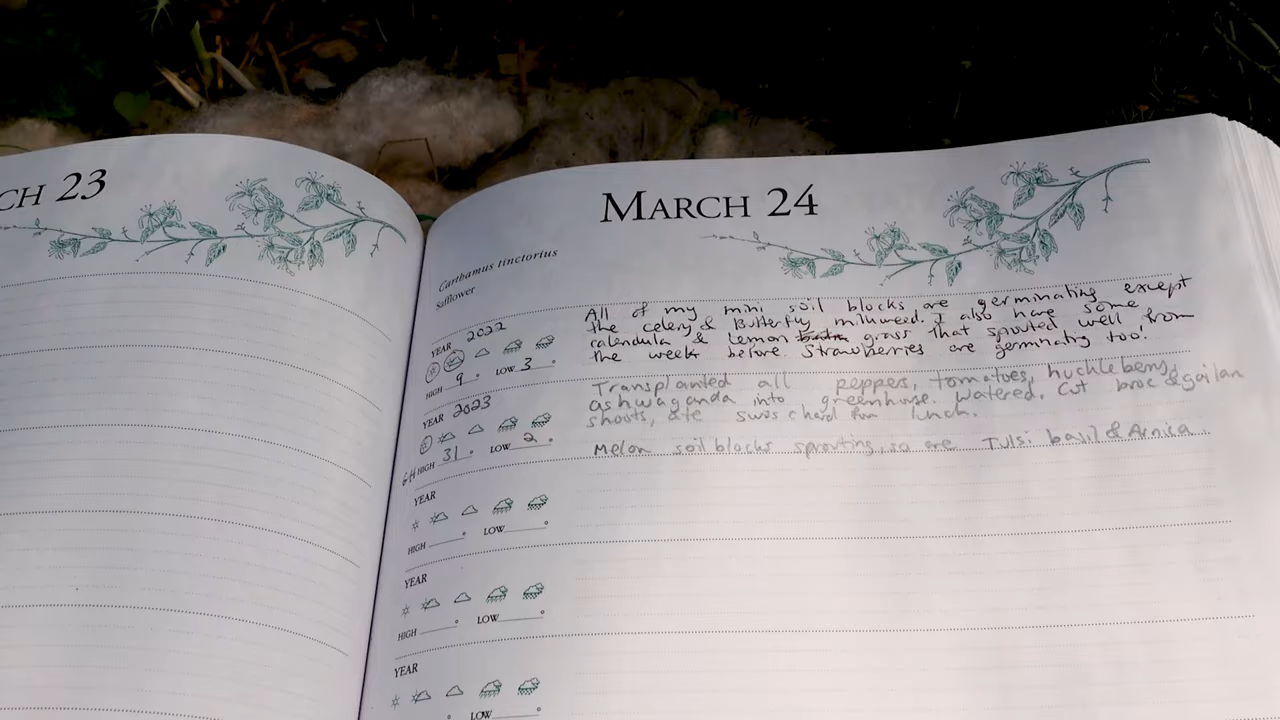 CH 23
MARCH 24
Carthamus tinctorius
Safflower
YEAR 2022
HIGH 9° LOW 3°
All of my mini soil blocks are germinating except
the celery & Butterfly milkweed. I also have some
calendula & lemon grass that sprouted well from
the week before. Strawberries are germinating too!
YEAR 2023
GH HIGH 31° LOW 2°
Transplanted all peppers, tomatoes, huckleberry,
ashwaganda into greenhouse. Watered. Cut broc & gailan
shoots, ate swiss chard for lunch.
Melon soil blocks sprouting, so are Tulsi basil & Arnica.
YEAR
HIGH ° LOW °
YEAR
HIGH ° LOW °
YEAR
° LOW °